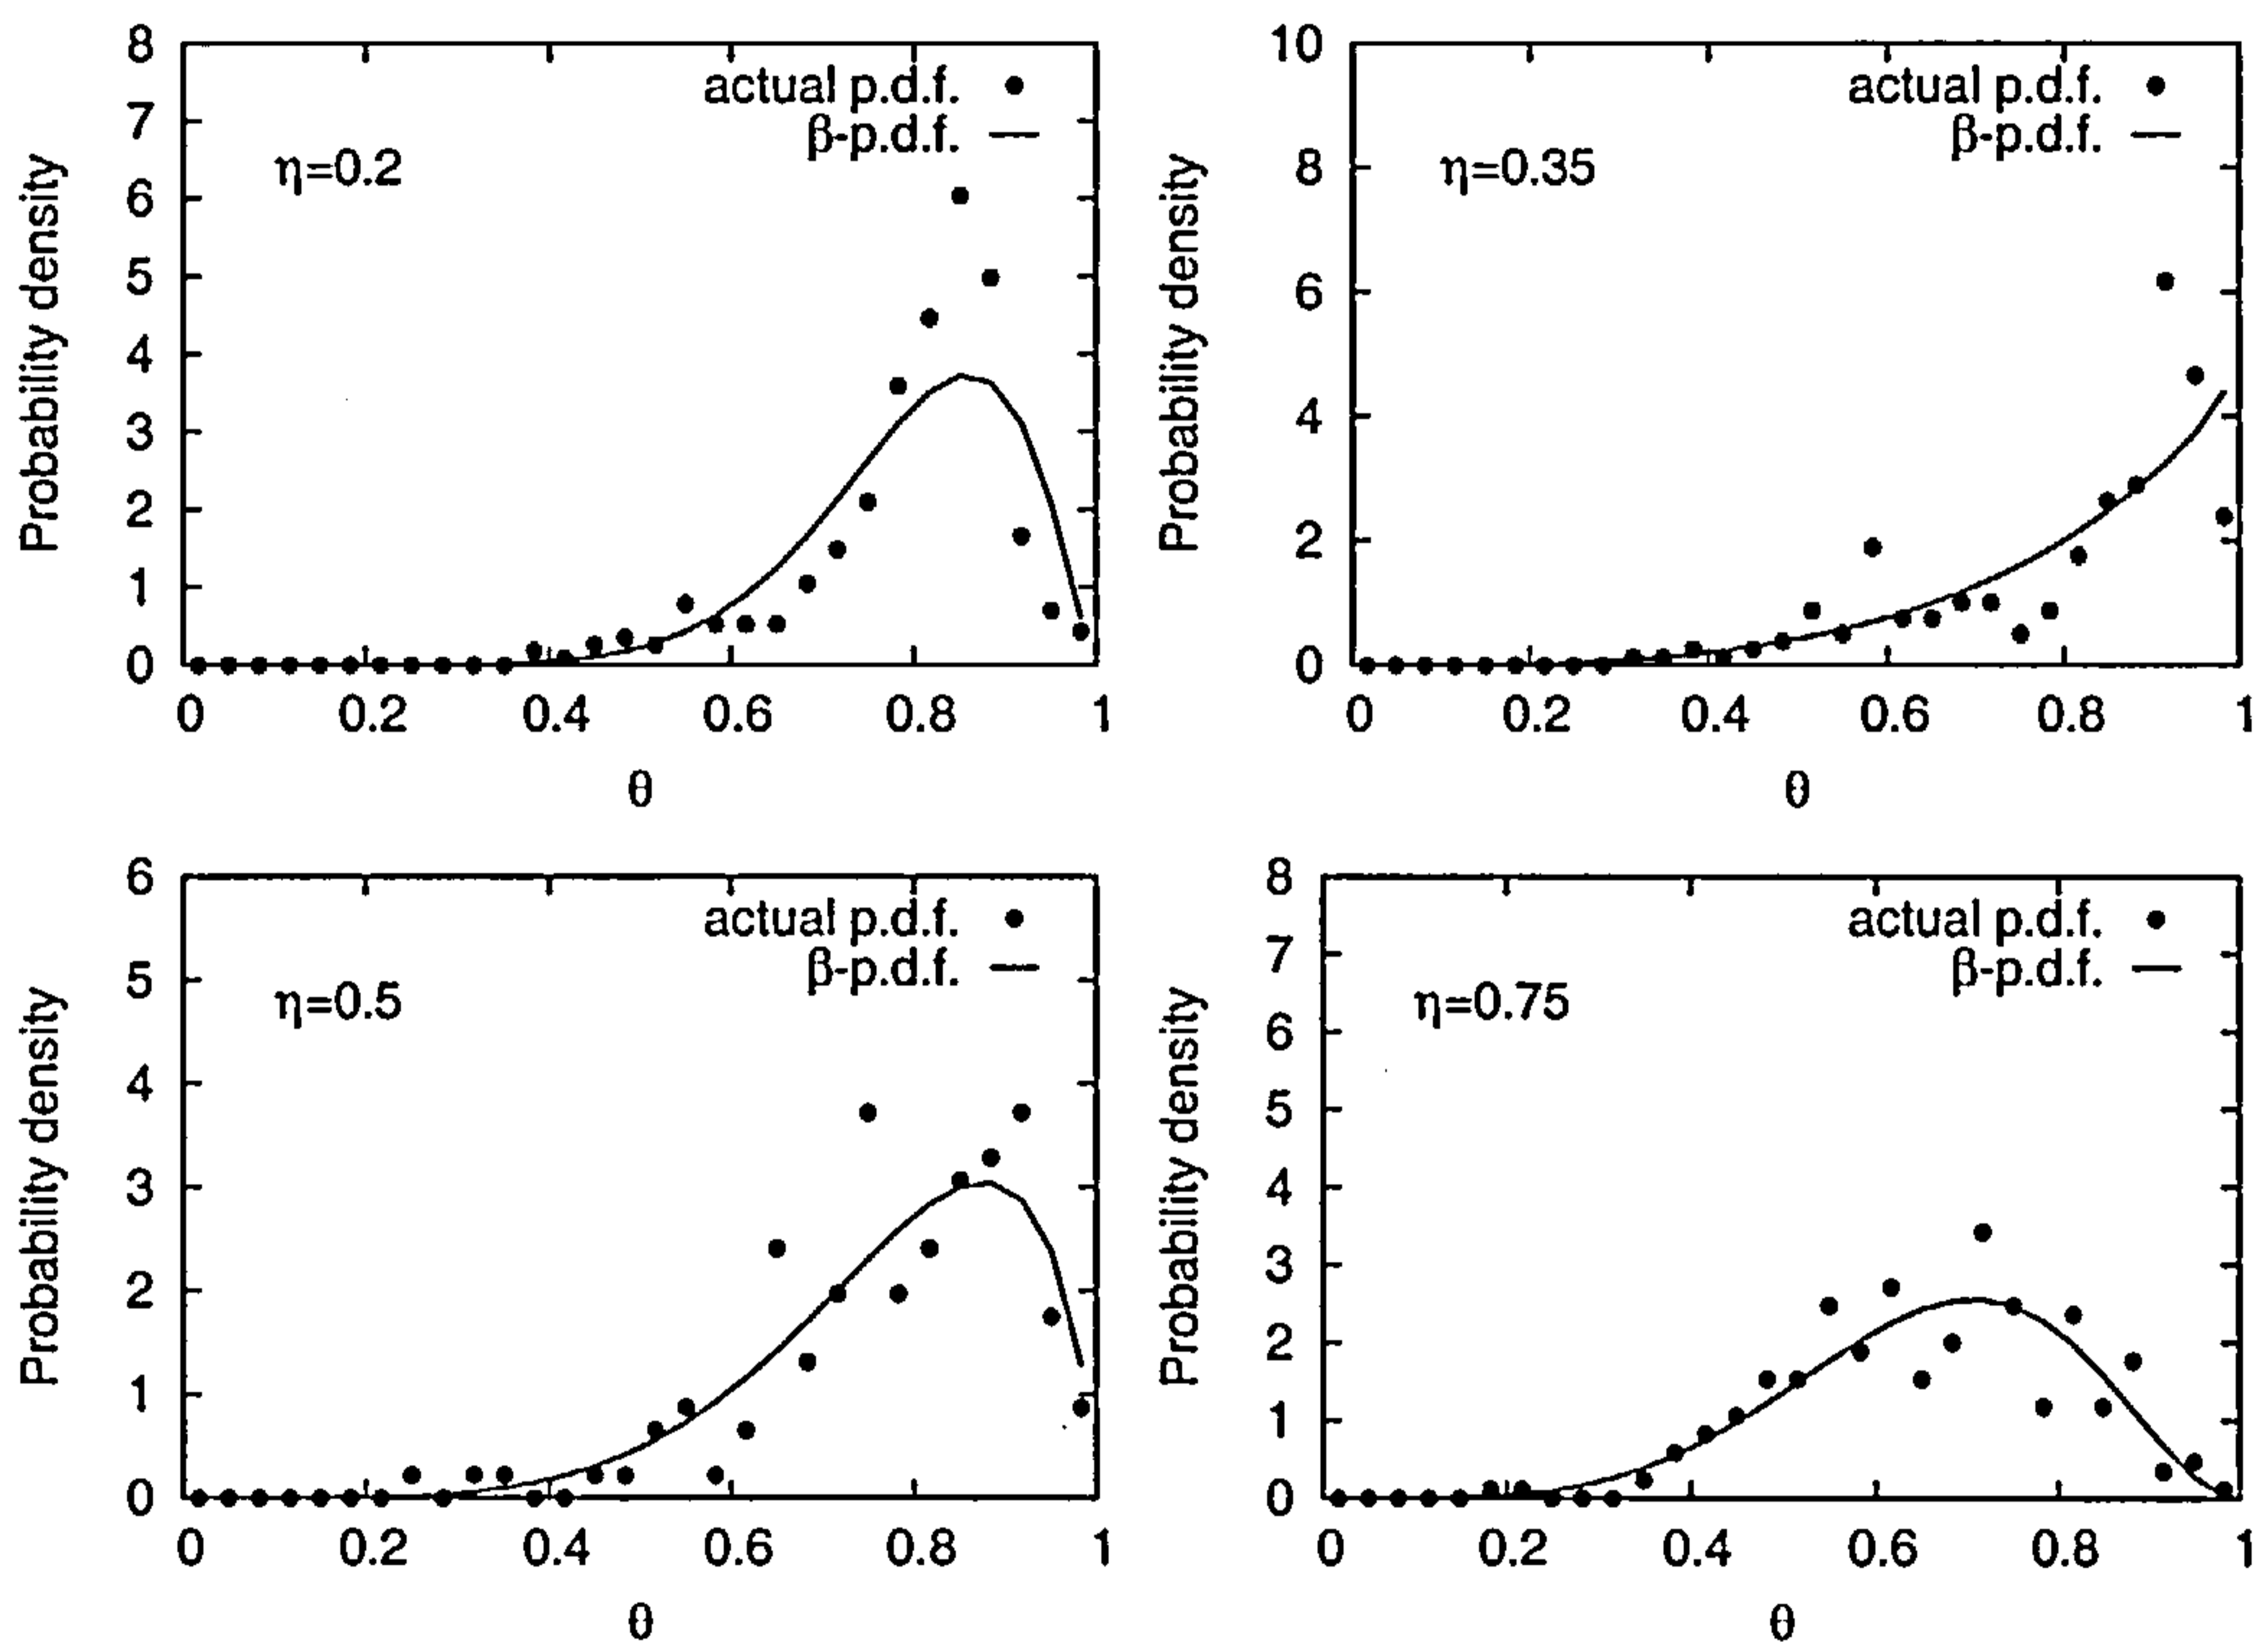 8
7
6
5
4
3
2
1
0
Probability density
actual p.d.f.
β-p.d.f.
η=0.2
0 0.2 0.4 0.6 0.8 1
θ
10
8
6
4
2
0
Probability density
actual p.d.f.
β-p.d.f.
η=0.35
0 0.2 0.4 0.6 0.8 1
θ
6
5
4
3
2
1
0
Probability density
actual p.d.f.
β-p.d.f.
η=0.5
0 0.2 0.4 0.6 0.8 1
θ
8
7
6
5
4
3
2
1
0
Probability density
actual p.d.f.
β-p.d.f.
η=0.75
0 0.2 0.4 0.6 0.8 1
θ